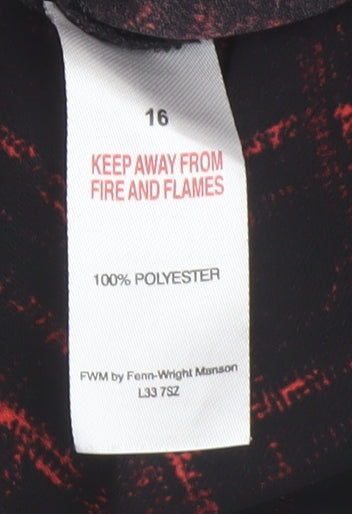 16
KEEP AWAY FROM
FIRE AND FLAMES
100% POLYESTER
FWM by Fenn-Wright Manson
L33 7SZ